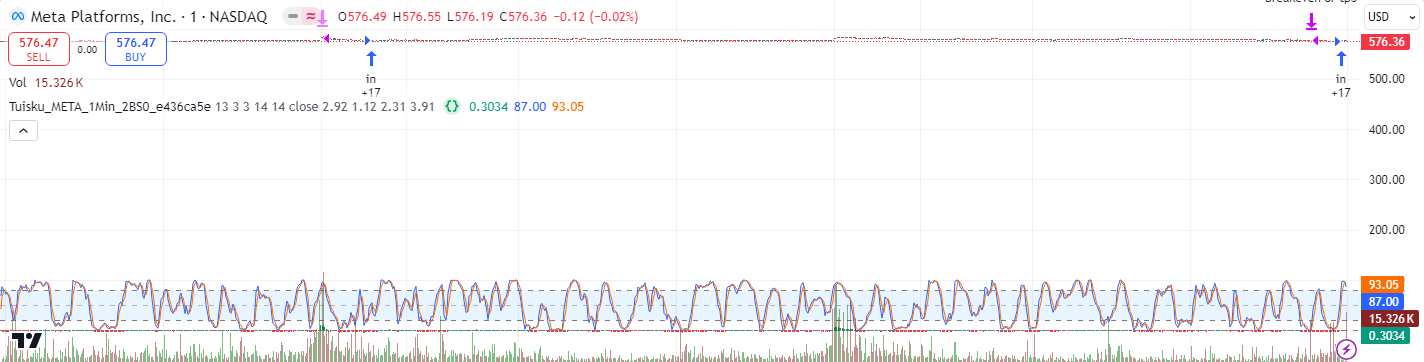 breakeven or tps
Meta Platforms, Inc. · 1 · NASDAQ O576.49 H576.55 L576.19 C576.36 −0.12 (−0.02%)
USD
576.47 SELL
0.00
576.47 BUY
576.36
in
+17
in
+17
500.00
Vol 15.326 K
Tuisku_META_1Min_2BS0_e436ca5e 13 3 3 14 14 close 2.92 1.12 2.31 3.91 {} 0.3034 87.00 93.05
400.00
300.00
200.00
93.05
87.00
15.326 K
0.3034